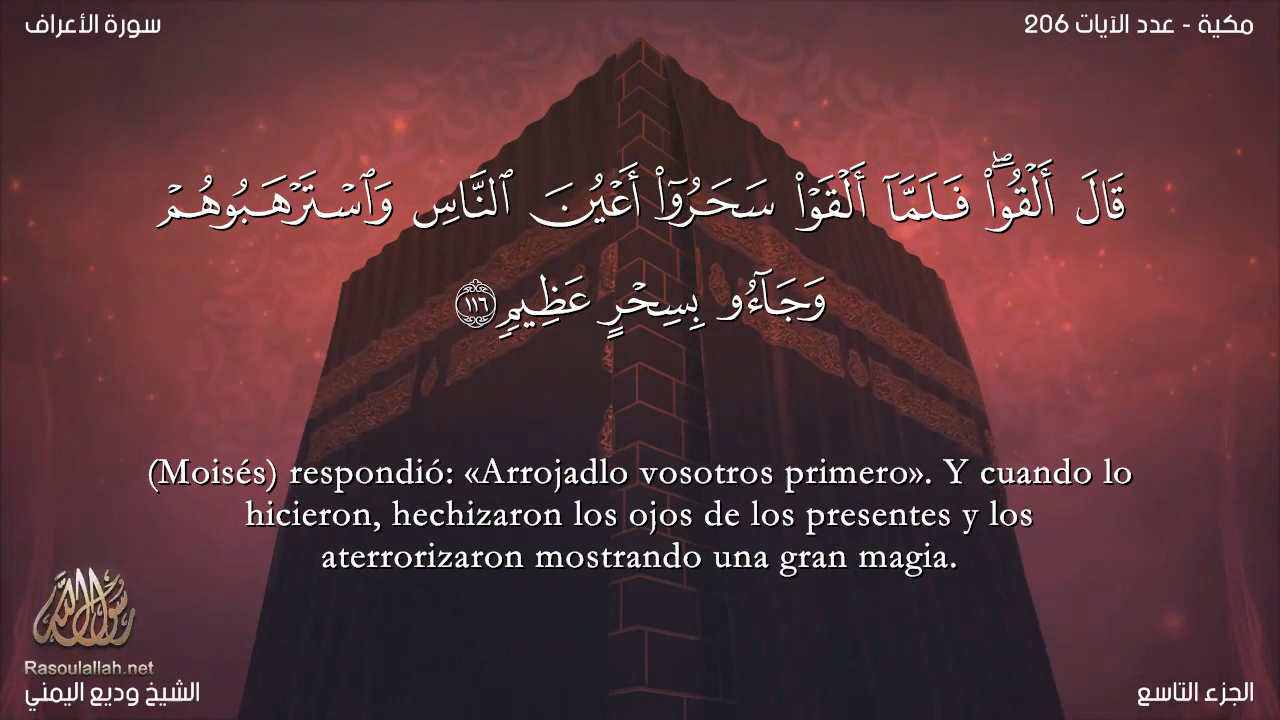 مكية - عدد الآيات 206
سورة الأعراف
قَالَ أَلْقُوا۟ ۖ فَلَمَّآ أَلْقَوْا۟ سَحَرُوٓا۟ أَعْيُنَ ٱلنَّاسِ وَٱسْتَرْهَبُوهُمْ
وَجَآءُو بِسِحْرٍ عَظِيمٍ ١١٦
(Moisés) respondió: «Arrojadlo vosotros primero». Y cuando lo
hicieron, hechizaron los ojos de los presentes y los
aterrorizaron mostrando una gran magia.
رسول الله
Rasoulallah.net
الجزء التاسع
الشيخ وديع اليمني